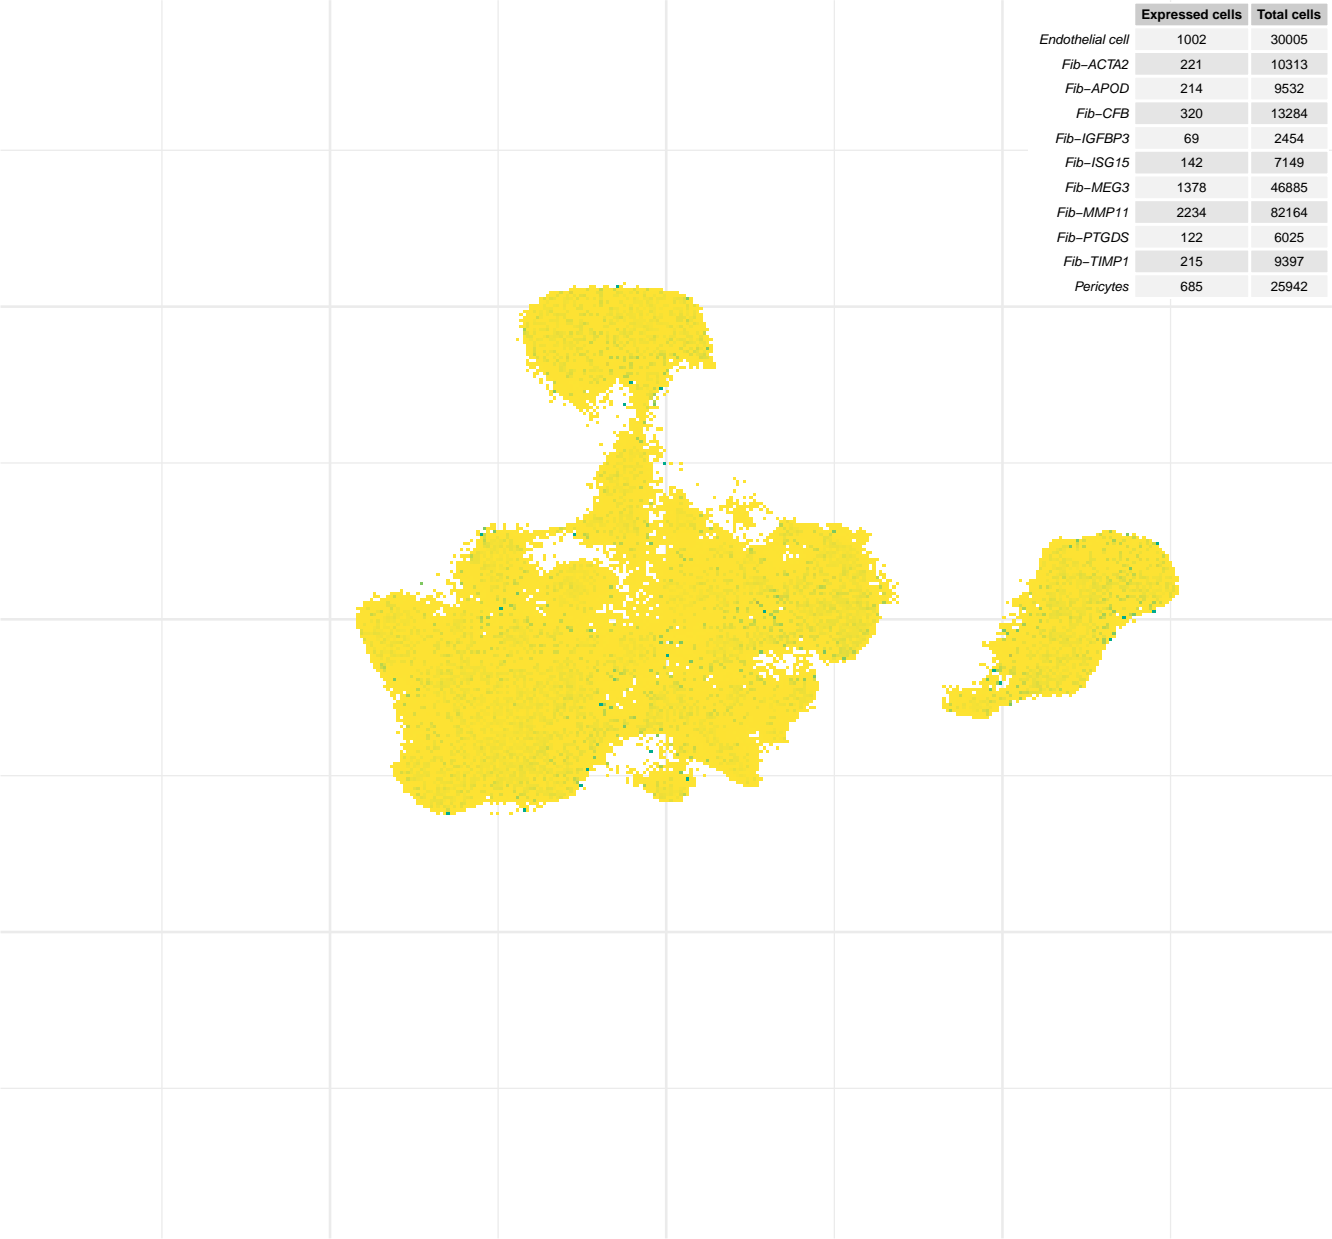 Expressed cells Total cells
Endothelial cell 1002 30005
Fib−ACTA2 221 10313
Fib−APOD 214 9532
Fib−CFB 320 13284
Fib−IGFBP3 69 2454
Fib−ISG15 142 7149
Fib−MEG3 1378 46885
Fib−MMP11 2234 82164
Fib−PTGDS 122 6025
Fib−TIMP1 215 9397
Pericytes 685 25942